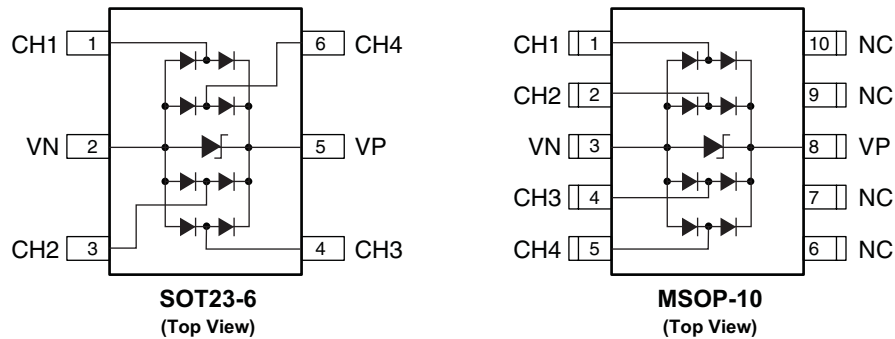 CH1 1 6 CH4
VN 2 5 VP
CH2 3 4 CH3
SOT23-6
(Top View)
CH1 1 10 NC
CH2 2 9 NC
VN 3 8 VP
CH3 4 7 NC
CH4 5 6 NC
MSOP-10
(Top View)